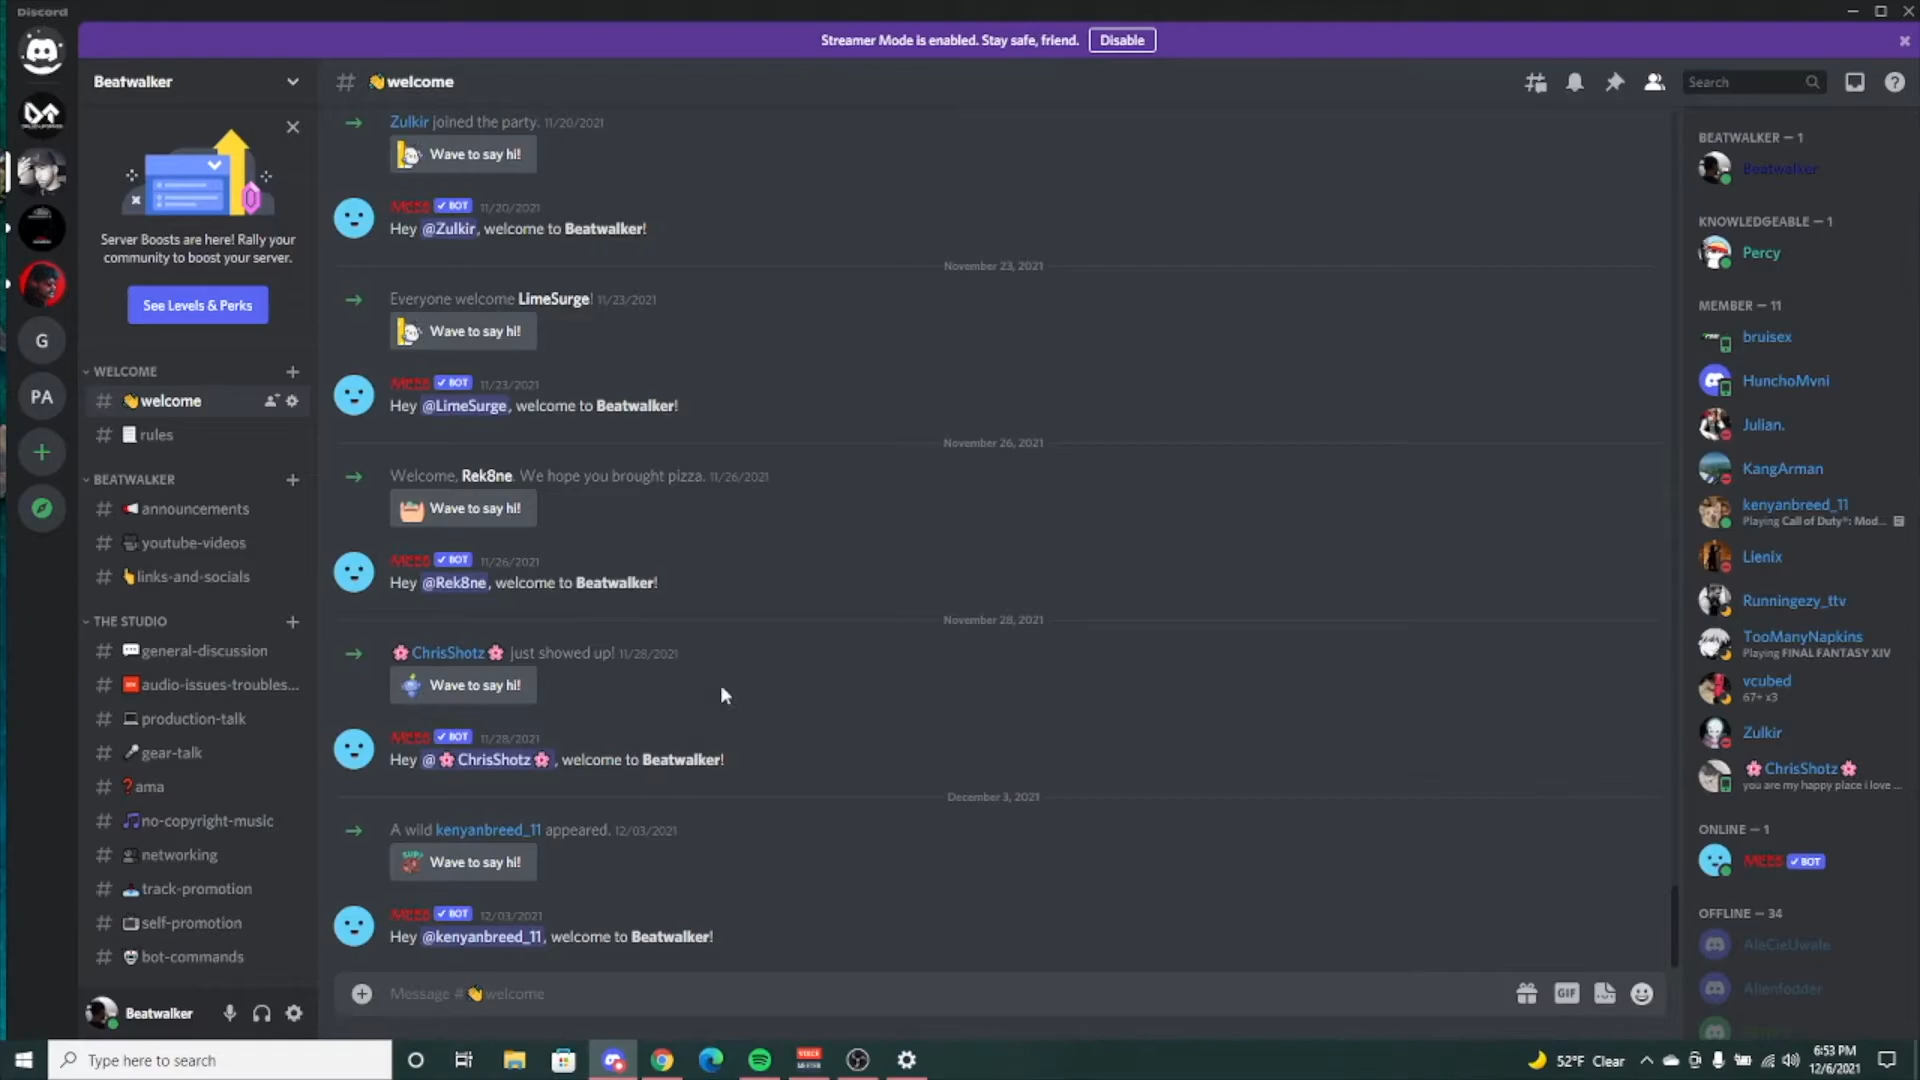 Discord
Streamer Mode is enabled. Stay safe, friend. Disable
Beatwalker
Server Boosts are here! Rally your
community to boost your server.
See Levels & Perks
WELCOME
welcome
rules
BEATWALKER
announcements
youtube-videos
links-and-socials
THE STUDIO
general-discussion
audio-issues-troubles...
production-talk
gear-talk
ama
no-copyright-music
networking
track-promotion
self-promotion
bot-commands
Beatwalker
G
PA
# 👋welcome
Search
Zulkir joined the party. 11/20/2021
Wave to say hi!
BOT 11/20/2021
Hey @Zulkir, welcome to Beatwalker!
November 23, 2021
Everyone welcome LimeSurge! 11/23/2021
Wave to say hi!
BOT 11/23/2021
Hey @LimeSurge, welcome to Beatwalker!
November 26, 2021
Welcome, Rek8ne. We hope you brought pizza. 11/26/2021
Wave to say hi!
BOT 11/26/2021
Hey @Rek8ne, welcome to Beatwalker!
November 28, 2021
🌸ChrisShotz🌸 just showed up! 11/28/2021
Wave to say hi!
BOT 11/28/2021
Hey @🌸ChrisShotz🌸, welcome to Beatwalker!
December 3, 2021
A wild kenyanbreed_11 appeared. 12/03/2021
Wave to say hi!
BOT 12/03/2021
Hey @kenyanbreed_11, welcome to Beatwalker!
Message #👋welcome
GIF
BEATWALKER — 1
Beatwalker
KNOWLEDGEABLE — 1
Percy
MEMBER — 11
bruisex
HunchoMvni
Julian.
KangArman
kenyanbreed_11
Playing Call of Duty®: Mod...
Lienix
Runningezy_ttv
TooManyNapkins
Playing FINAL FANTASY XIV
vcubed
67+ x3
Zulkir
🌸ChrisShotz🌸
you are my happy place i love ...
ONLINE — 1
BOT
OFFLINE — 34
AleCieUwale
Alienfodder
Type here to search
52°F Clear
6:53 PM
12/6/2021